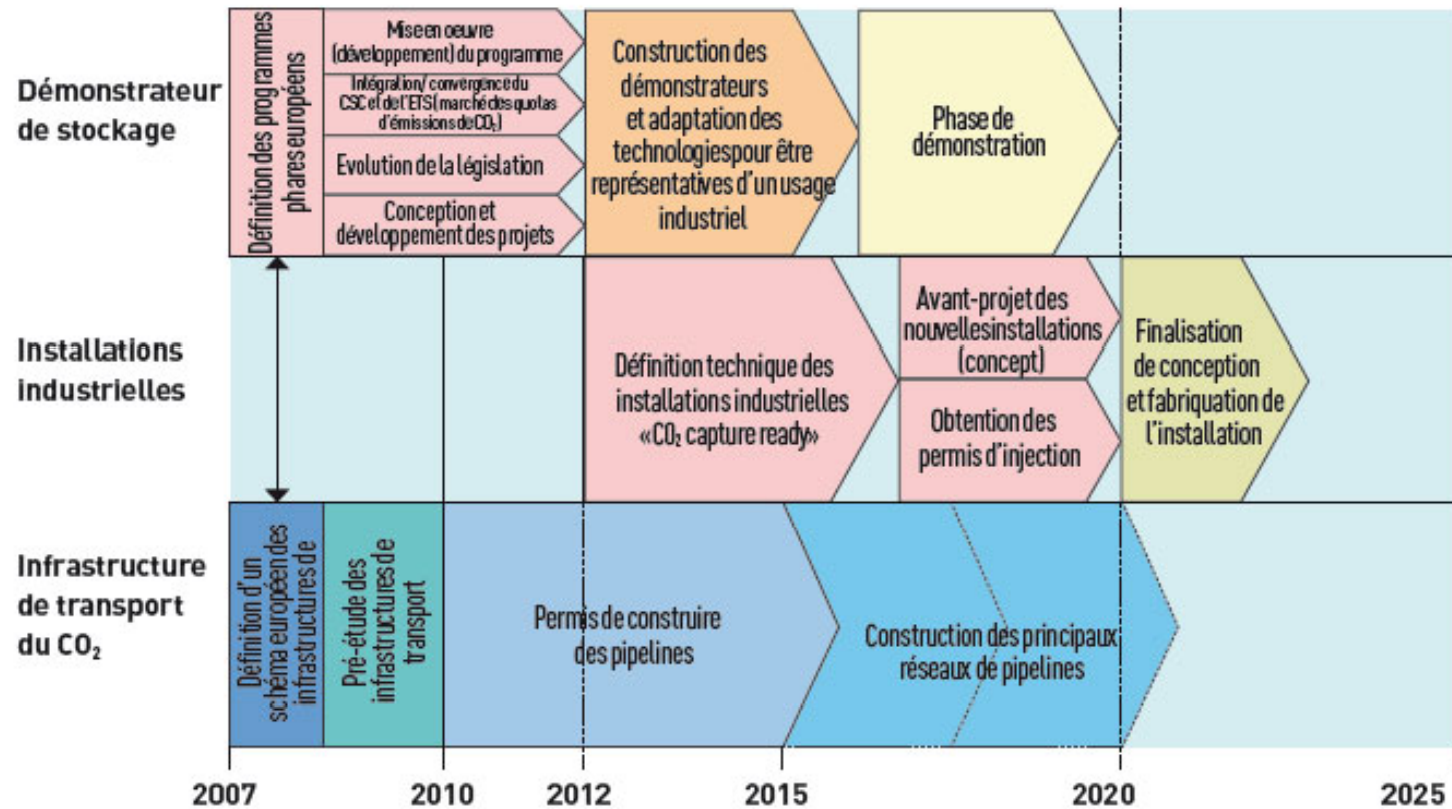 Démonstrateur
de stockage
Définition des programmes
phares européens
Mise en oeuvre
(développement) du programme
Intégration/ convergence du
CSC et de l'ETS (marché des quotas
d'émissions de CO₂)
Evolution de la législation
Conception et
développement des projets
Construction des
démonstrateurs
et adaptation des
technologiespour être
représentatives d'un usage
industriel
Phase de
démonstration
Installations
industrielles
Définition technique des
installations industrielles
«CO₂ capture ready»
Avant-projet des
nouvellesinstallations
(concept)
Obtention des
permis d'injection
Finalisation
de conception
et fabriquation de
l'installation
Infrastructure
de transport
du CO₂
Définition d'un
schéma européen des
infrastructures de
Pré-étude des
infrastructures de
transport
Permis de construire
des pipelines
Construction des principaux
réseaux de pipelines
2007 2010 2012 2015 2020 2025